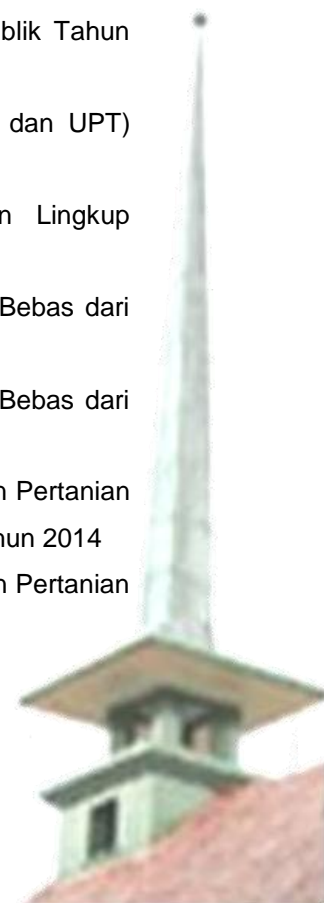 blik Tahun
dan UPT)
n Lingkup
Bebas dari
Bebas dari
n Pertanian
hun 2014
n Pertanian